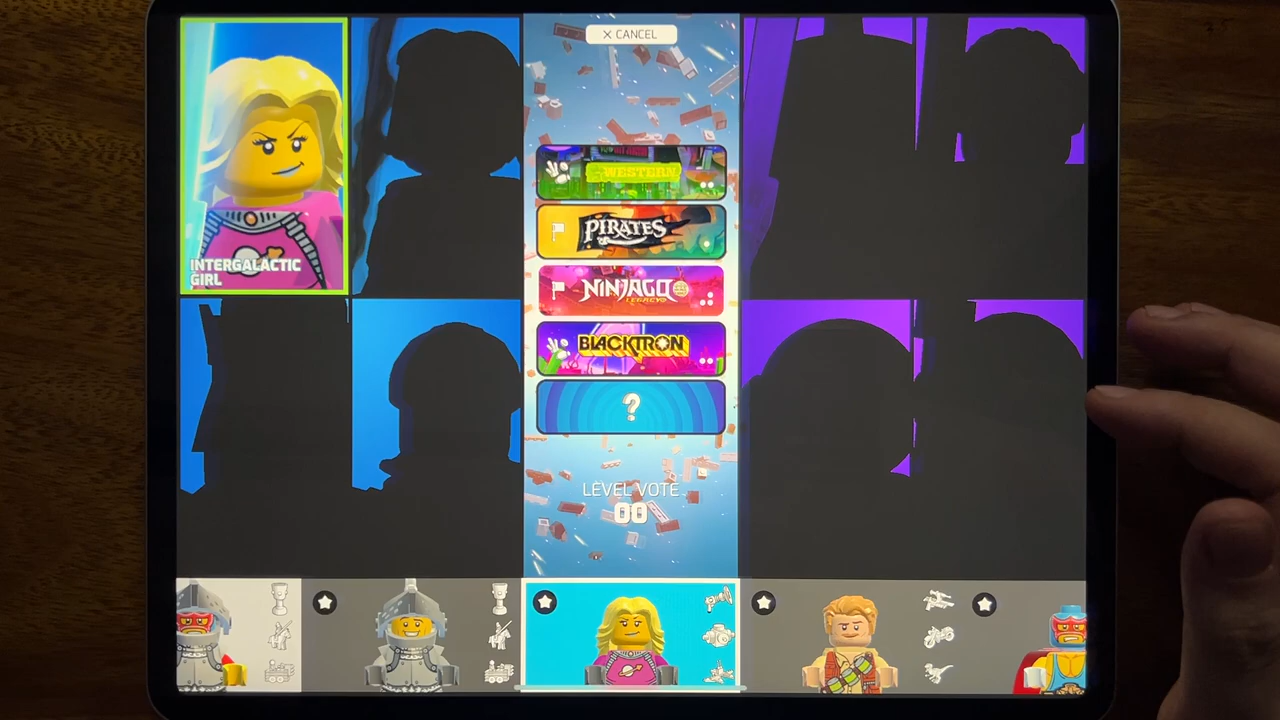 X CANCEL
INTERGALACTIC
GIRL
WESTERN
PIRATES
NINJAGO
LEGACY
BLACKTRON
?
LEVEL VOTE
00